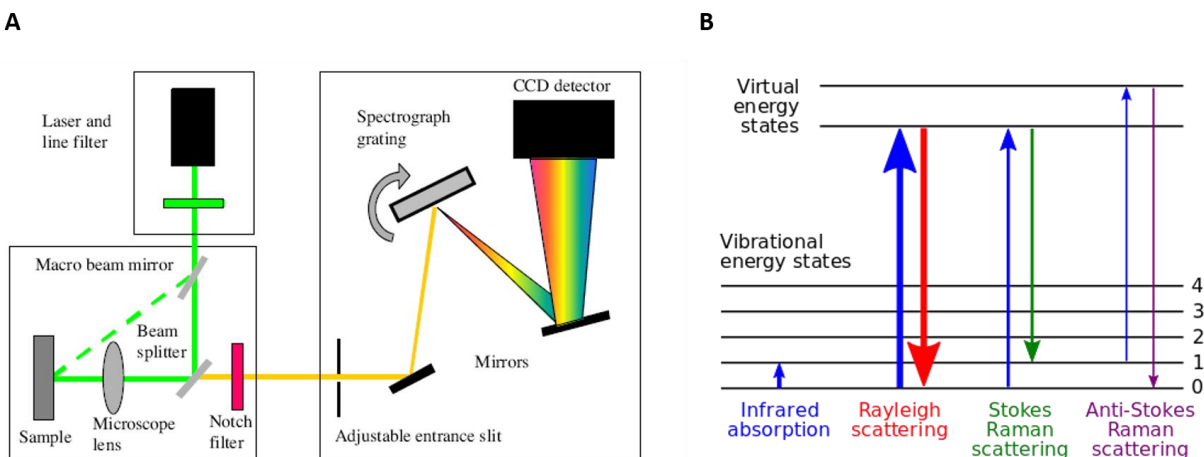 A
Laser and
line filter
Macro beam mirror
Beam
splitter
Sample
Microscope
lens
Notch
filter
CCD detector
Spectrograph
grating
Mirrors
Adjustable entrance slit
B
Virtual
energy
states
Vibrational
energy states
4
3
2
1
0
Infrared
absorption
Rayleigh
scattering
Stokes
Raman
scattering
Anti-Stokes
Raman
scattering